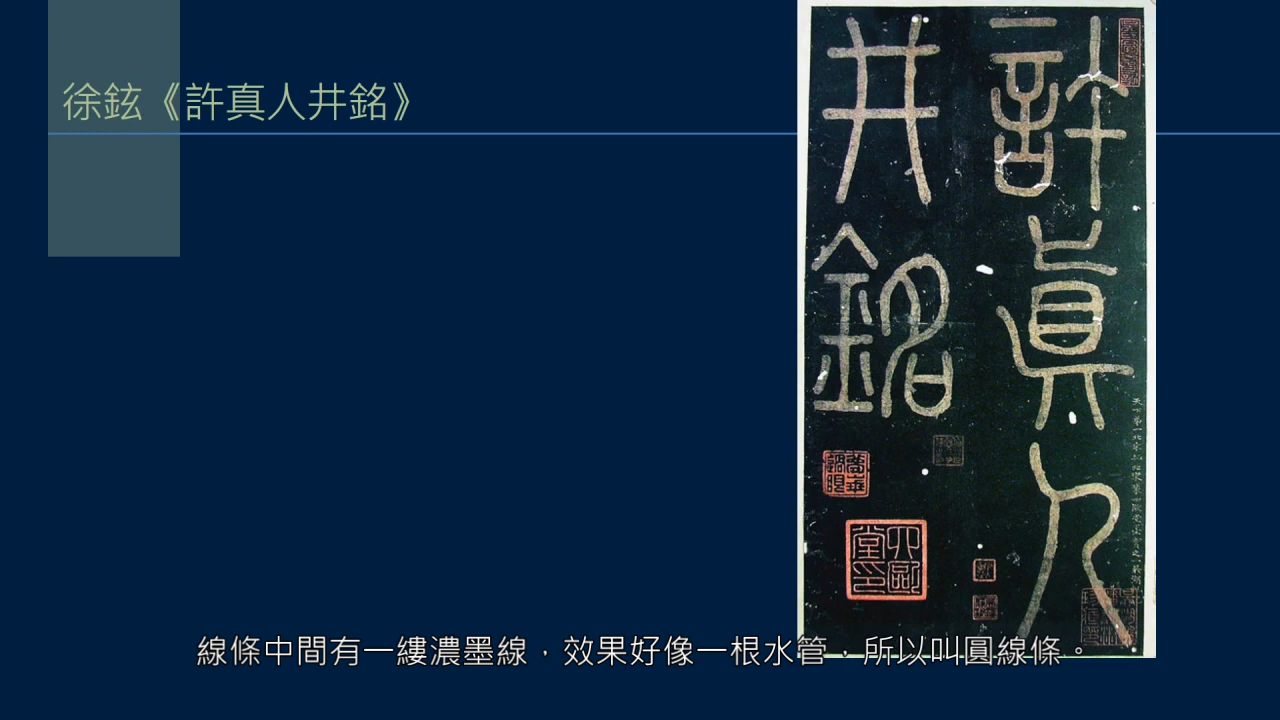 徐鉉《許真人井銘》
許真人
井銘
線條中間有一縷濃墨線，效果好像一根水管，所以叫圓線條。